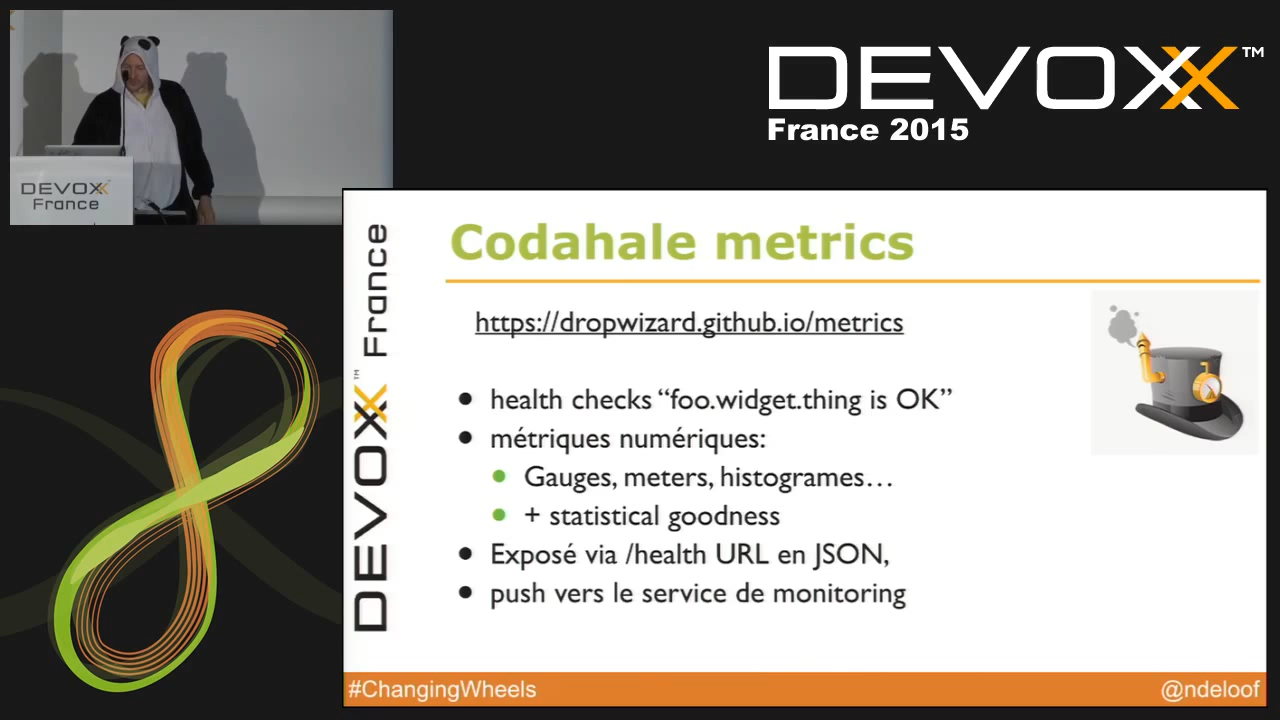 DEVOXX™
France 2015
DEVOXX
France
DEVOXX™ France
Codahale metrics
https://dropwizard.github.io/metrics
• health checks “foo.widget.thing is OK”
• métriques numériques:
• Gauges, meters, histogrames…
• + statistical goodness
• Exposé via /health URL en JSON,
• push vers le service de monitoring
#ChangingWheels
@ndeloof